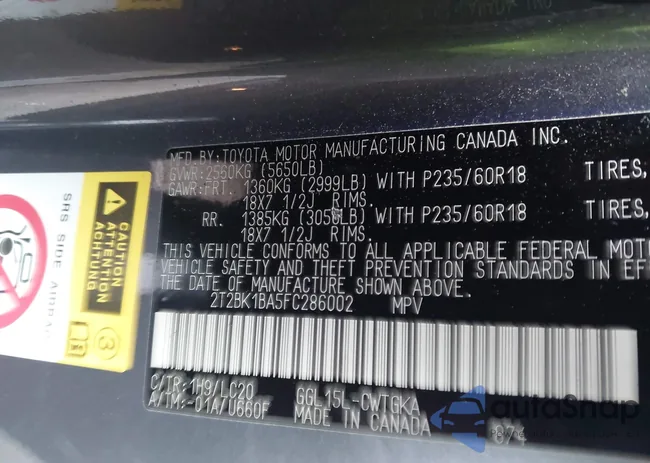 MFD.BY:TOYOTA MOTOR MANUFACTURING CANADA INC.
GVWR:2560KG (5650LB)
GAWR:FRT. 1360KG (2999LB) WITH P235/60R18 TIRES,
18X7 1/2J RIMS.
RR. 1385KG (3055LB) WITH P235/60R18 TIRES,
18X7 1/2J RIMS.
THIS VEHICLE CONFORMS TO ALL APPLICABLE FEDERAL MOTO
VEHICLE SAFETY AND THEFT PREVENTION STANDARDS IN EFF
THE DATE OF MANUFACTURE SHOWN ABOVE.
2T2BK1BA5FC286002 MPV
C/TR:1H9/LC20 GGL15L-CWTGKA
A/TM:-01A/U660F MADE IN CANADA
874
CAUTION
ATTENTION
ACHTUNG
SRS SIDE AIRBAG
3
autoSnap